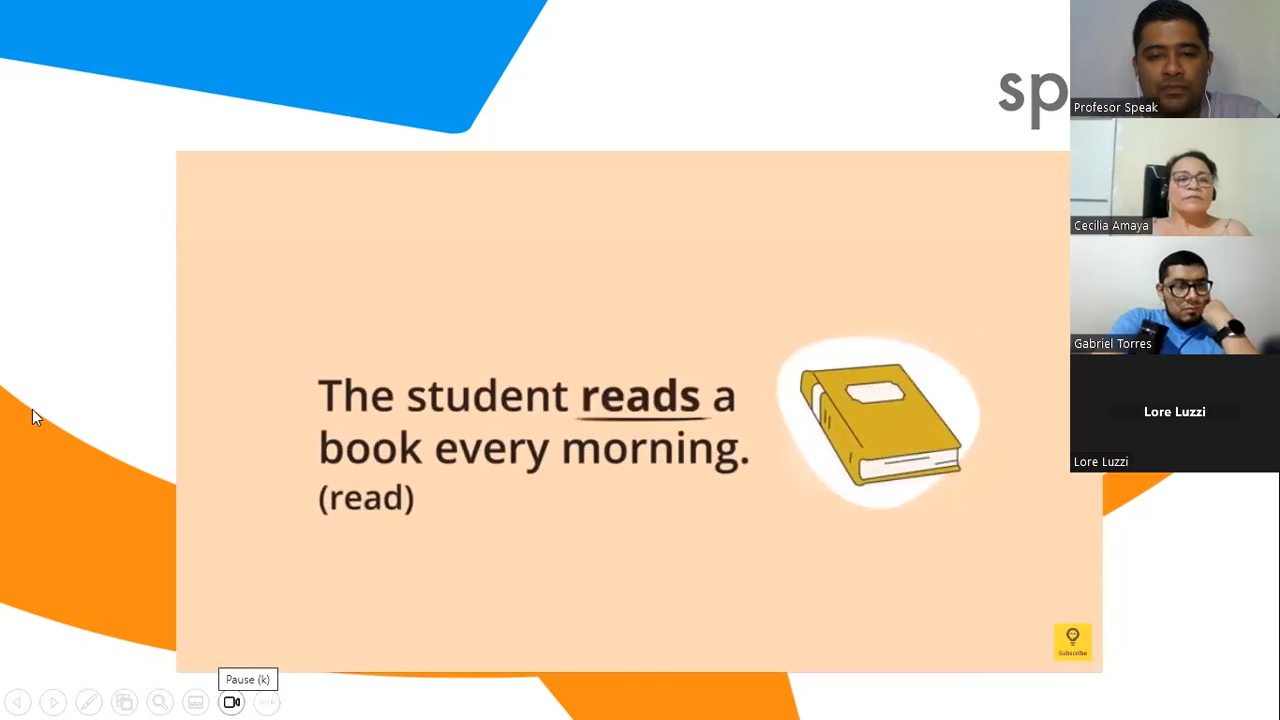 sp
Profesor Speak
Cecilia Amaya
Gabriel Torres
Lore Luzzi
Lore Luzzi
The student reads a
book every morning.
(read)
Subscribe
Pause (k)